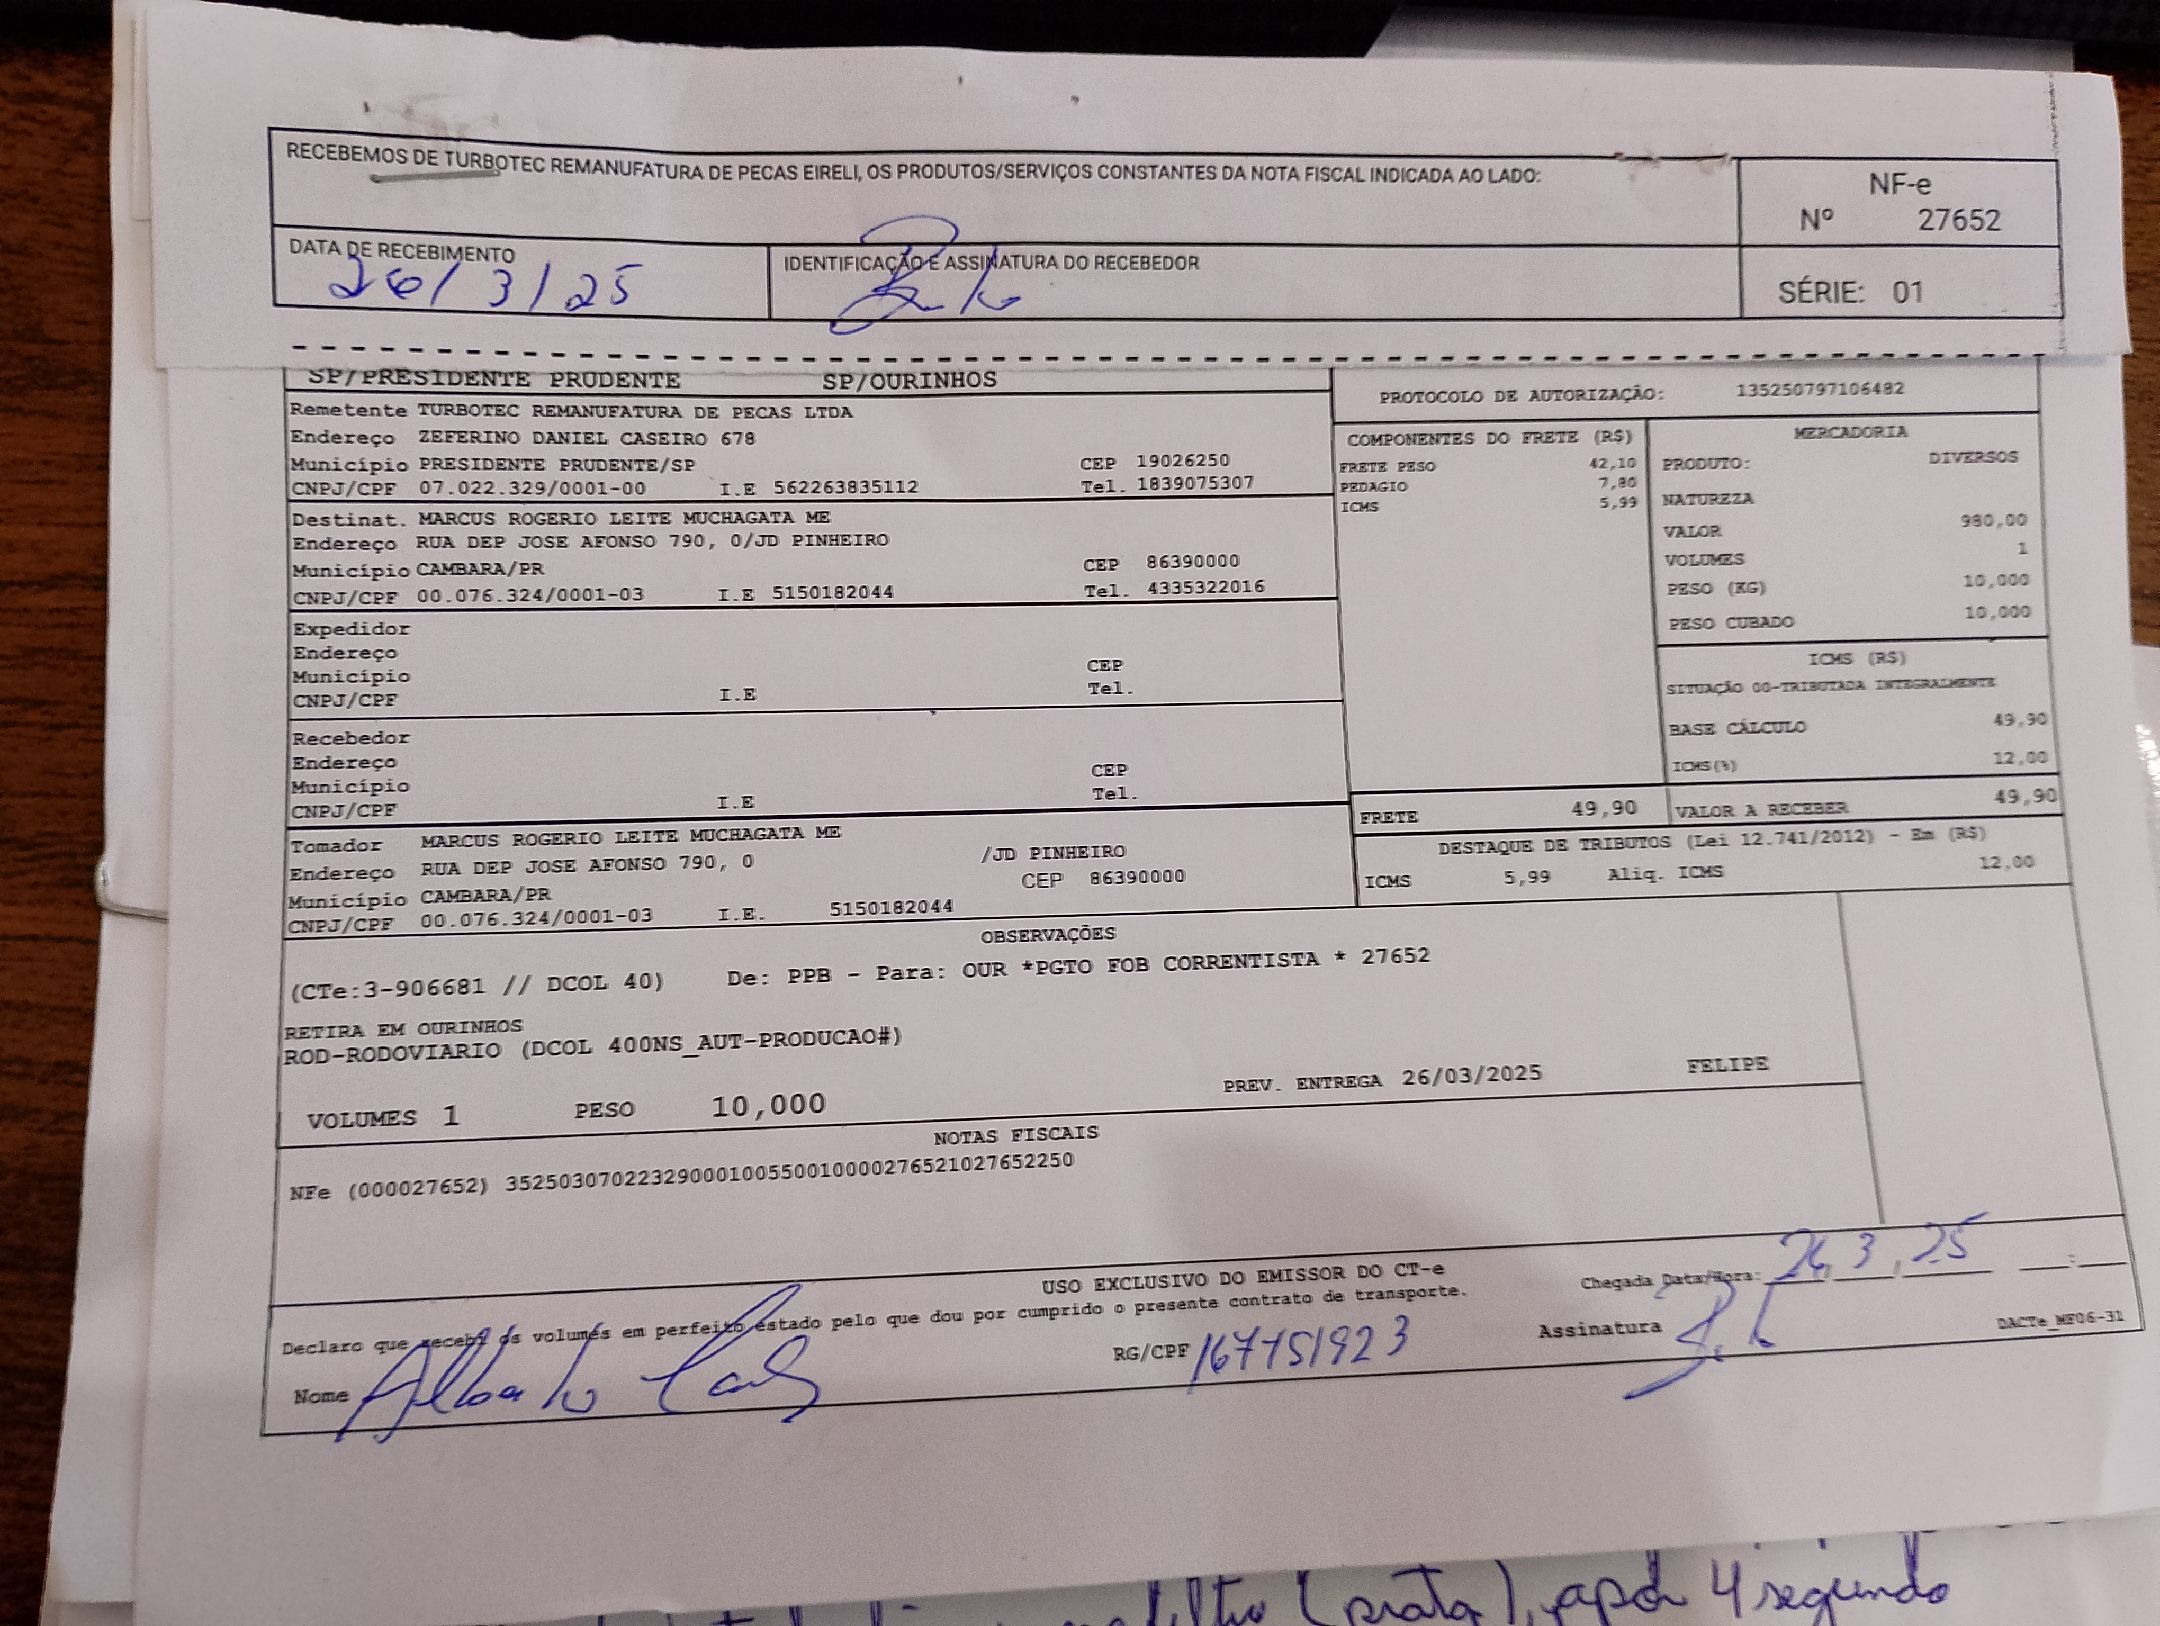 RECEBEMOS DE TURBOTEC REMANUFATURA DE PECAS EIRELI, OS PRODUTOS/SERVIÇOS CONSTANTES DA NOTA FISCAL INDICADA AO LADO:
NF-e
Nº 27652
SÉRIE: 01
DATA DE RECEBIMENTO
26/3/25
IDENTIFICAÇÃO E ASSINATURA DO RECEBEDOR
SP/PRESIDENTE PRUDENTE SP/OURINHOS
Remetente TURBOTEC REMANUFATURA DE PECAS LTDA
Endereço ZEFERINO DANIEL CASEIRO 678
Município PRESIDENTE PRUDENTE/SP CEP 19026250
CNPJ/CPF 07.022.329/0001-00 I.E 562263835112 Tel. 1839075307
Destinat. MARCUS ROGERIO LEITE MUCHAGATA ME
Endereço RUA DEP JOSE AFONSO 790, 0/JD PINHEIRO
Município CAMBARA/PR CEP 86390000
CNPJ/CPF 00.076.324/0001-03 I.E 5150182044 Tel. 4335322016
Expedidor
Endereço
Município CEP
CNPJ/CPF I.E Tel.
Recebedor
Endereço
Município CEP
CNPJ/CPF I.E Tel.
Tomador MARCUS ROGERIO LEITE MUCHAGATA ME
Endereço RUA DEP JOSE AFONSO 790, 0 /JD PINHEIRO
Município CAMBARA/PR CEP 86390000
CNPJ/CPF 00.076.324/0001-03 I.E. 5150182044
PROTOCOLO DE AUTORIZAÇÃO: 135250797106482
COMPONENTES DO FRETE (R$)
FRETE PESO 42,10
PEDAGIO 7,80
ICMS 5,99
MERCADORIA
PRODUTO: DIVERSOS
NATUREZA
VALOR 980,00
VOLUMES 1
PESO (KG) 10,000
PESO CUBADO 10,000
ICMS (R$)
SITUAÇÃO 00-TRIBUTADA INTEGRALMENTE
BASE CÁLCULO 49,90
ICMS(%) 12,00
FRETE 49,90 VALOR A RECEBER 49,90
DESTAQUE DE TRIBUTOS (Lei 12.741/2012) - Em (R$)
ICMS 5,99 Aliq. ICMS 12,00
OBSERVAÇÕES
(CTe:3-906681 // DCOL 40) De: PPB - Para: OUR *PGTO FOB CORRENTISTA * 27652
RETIRA EM OURINHOS
ROD-RODOVIARIO (DCOL 400NS_AUT-PRODUCAO#)
VOLUMES 1 PESO 10,000 PREV. ENTREGA 26/03/2025 FELIPE
NOTAS FISCAIS
NFe (000027652) 35250307022329000100550010000276521027652250
USO EXCLUSIVO DO EMISSOR DO CT-e
Declaro que recebi os volumes em perfeito estado pelo que dou por cumprido o presente contrato de transporte.
Chegada Data/Hora: 26, 3, 25 :
Nome RG/CPF 167151923 Assinatura
DACTe_MF06-31
(prata), após 4 segundo